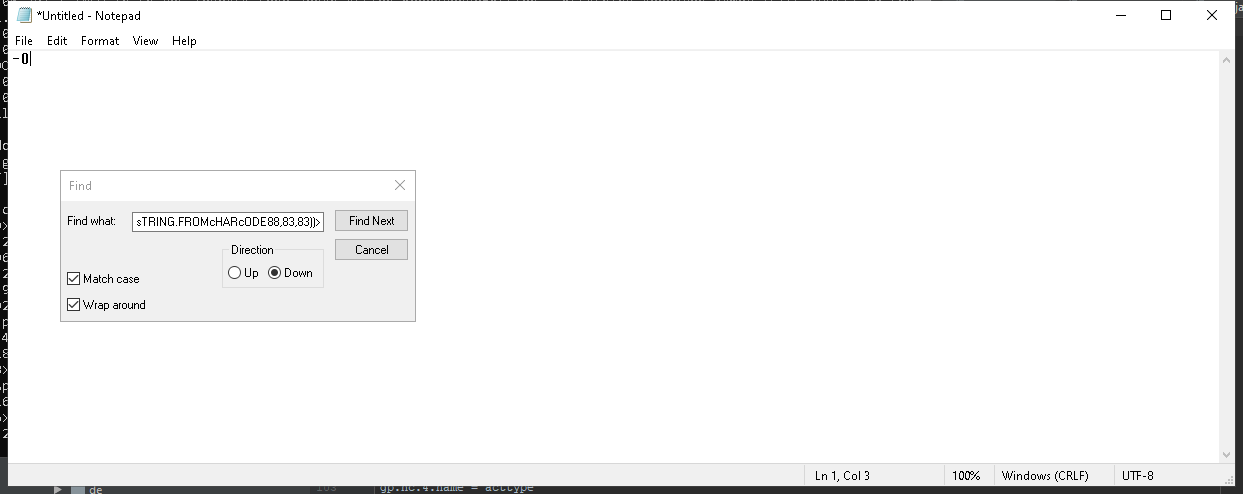 *Untitled - Notepad
File Edit Format View Help
-0
Find
Find what: sTRING.FROMcHARcODE88,83,83))> Find Next
Direction Cancel
Up Down
Match case
Wrap around
Ln 1, Col 3 100% Windows (CRLF) UTF-8
de